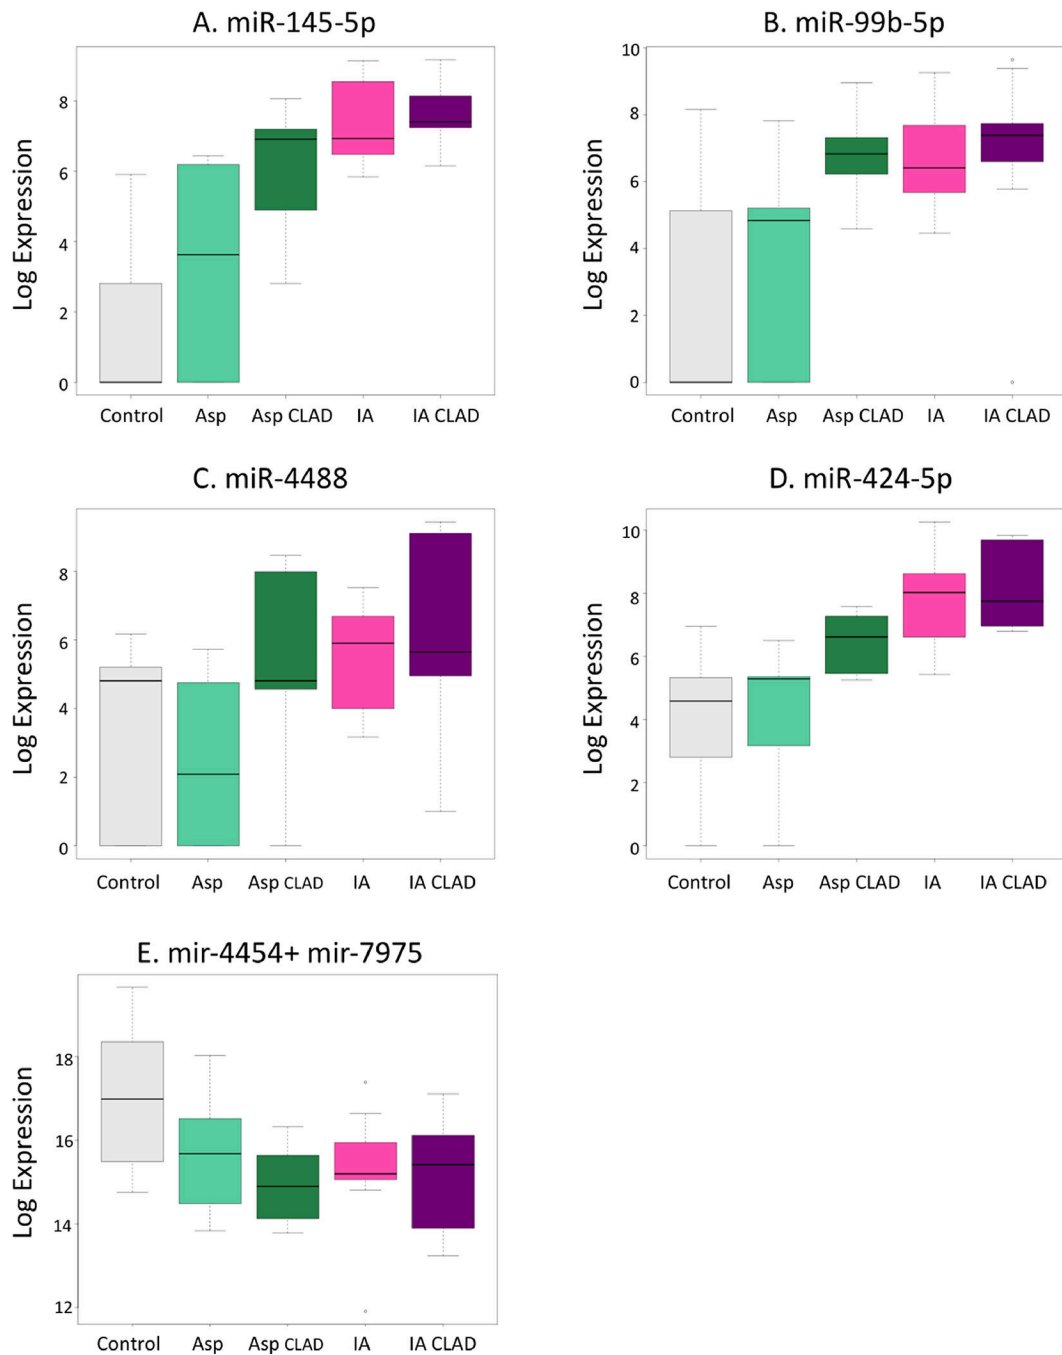 A. miR-145-5p
Log Expression
8
6
4
2
0
Control Asp Asp CLAD IA IA CLAD
B. miR-99b-5p
Log Expression
10
8
6
4
2
0
Control Asp Asp CLAD IA IA CLAD
C. miR-4488
Log Expression
8
6
4
2
0
Control Asp Asp CLAD IA IA CLAD
D. miR-424-5p
Log Expression
10
8
6
4
2
0
Control Asp Asp CLAD IA IA CLAD
E. mir-4454+ mir-7975
Log Expression
18
16
14
12
Control Asp Asp CLAD IA IA CLAD